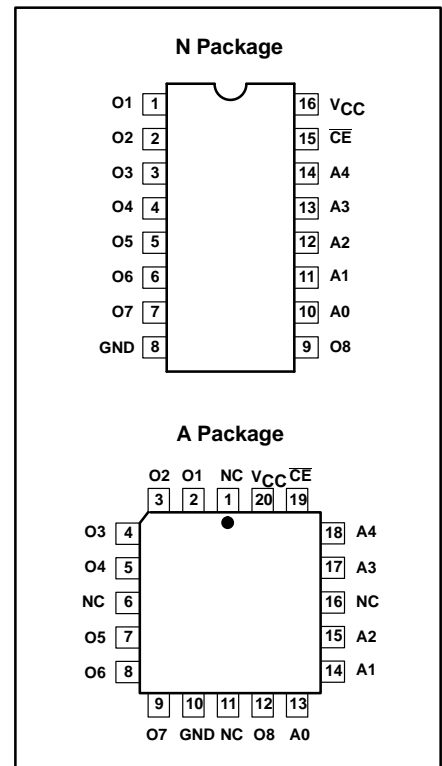 N Package
O1 1 16 VCC
O2 2 15 C̅E̅
O3 3 14 A4
O4 4 13 A3
O5 5 12 A2
O6 6 11 A1
O7 7 10 A0
GND 8 9 O8
A Package
O2 O1 NC VCC C̅E̅
3 2 1 20 19
O3 4 18 A4
O4 5 17 A3
NC 6 16 NC
O5 7 15 A2
O6 8 14 A1
9 10 11 12 13
O7 GND NC O8 A0